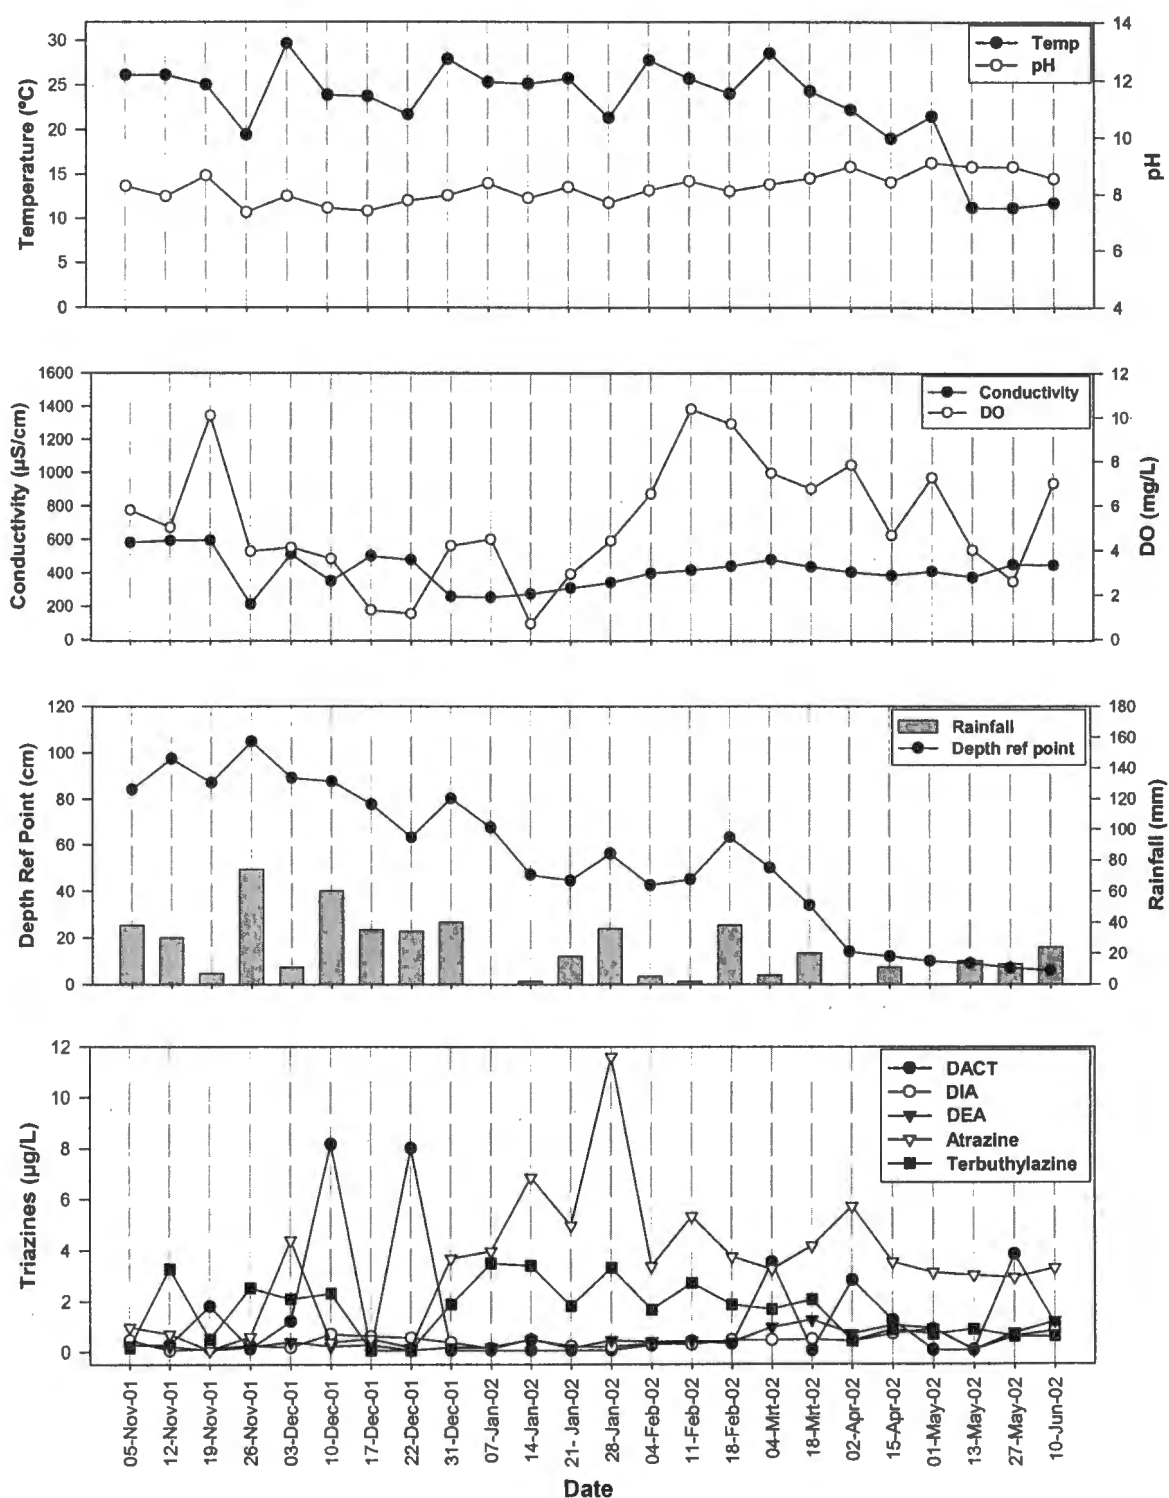 Temperature (ºC)
30
25
20
15
10
5
0
Temp
pH
14
12
10
8
6
4
pH
Conductivity (µS/cm)
1600
1400
1200
1000
800
600
400
200
0
Conductivity
DO
12
10
8
6
4
2
0
DO (mg/L)
Depth Ref Point (cm)
120
100
80
60
40
20
0
Rainfall
Depth ref point
180
160
140
120
100
80
60
40
20
0
Rainfall (mm)
Triazines (µg/L)
12
10
8
6
4
2
0
DACT
DIA
DEA
Atrazine
Terbuthylazine
05-Nov-01
12-Nov-01
19-Nov-01
26-Nov-01
03-Dec-01
10-Dec-01
17-Dec-01
22-Dec-01
31-Dec-01
07-Jan-02
14-Jan-02
21- Jan-02
28-Jan-02
04-Feb-02
11-Feb-02
18-Feb-02
04-Mrt-02
18-Mrt-02
02-Apr-02
15-Apr-02
01-May-02
13-May-02
27-May-02
10-Jun-02
Date